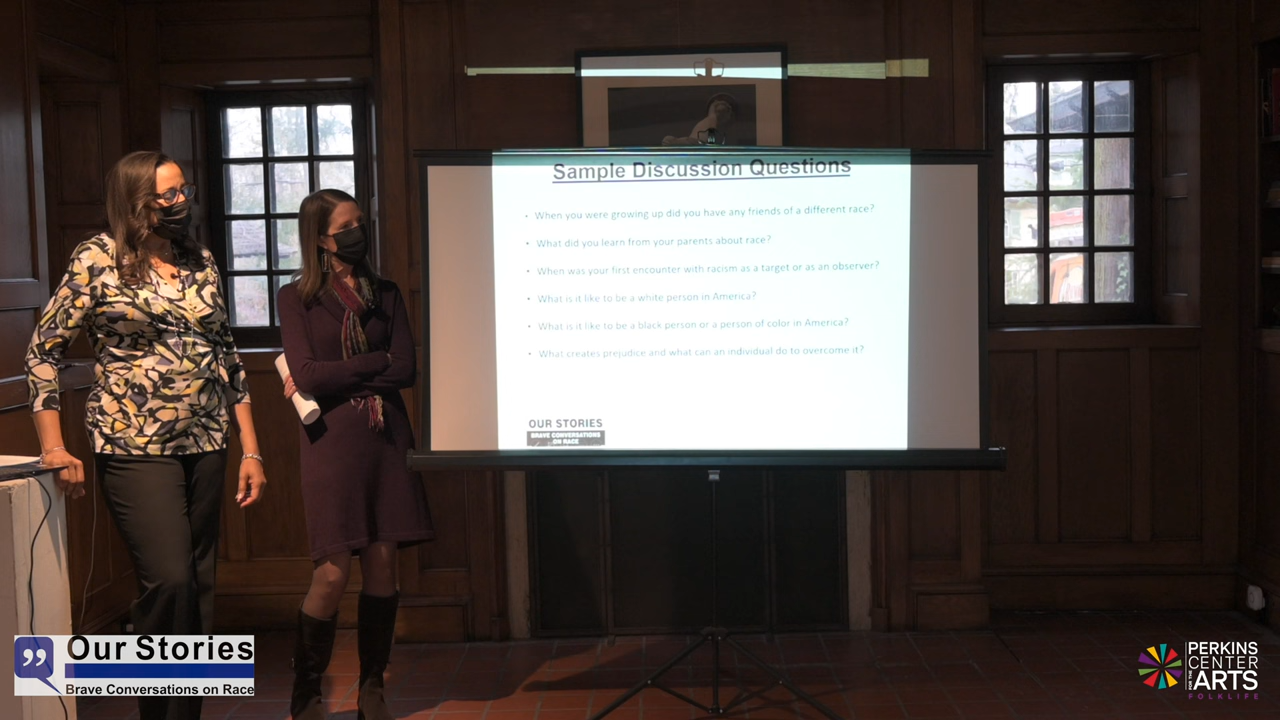 Sample Discussion Questions
• When you were growing up did you have any friends of a different race?
• What did you learn from your parents about race?
• When was your first encounter with racism as a target or as an observer?
• What is it like to be a white person in America?
• What is it like to be a black person or a person of color in America?
• What creates prejudice and what can an individual do to overcome it?
OUR STORIES
BRAVE CONVERSATIONS
ON RACE
Our Stories
Brave Conversations on Race
PERKINS
CENTER
FOR THE ARTS
FOLKLIFE